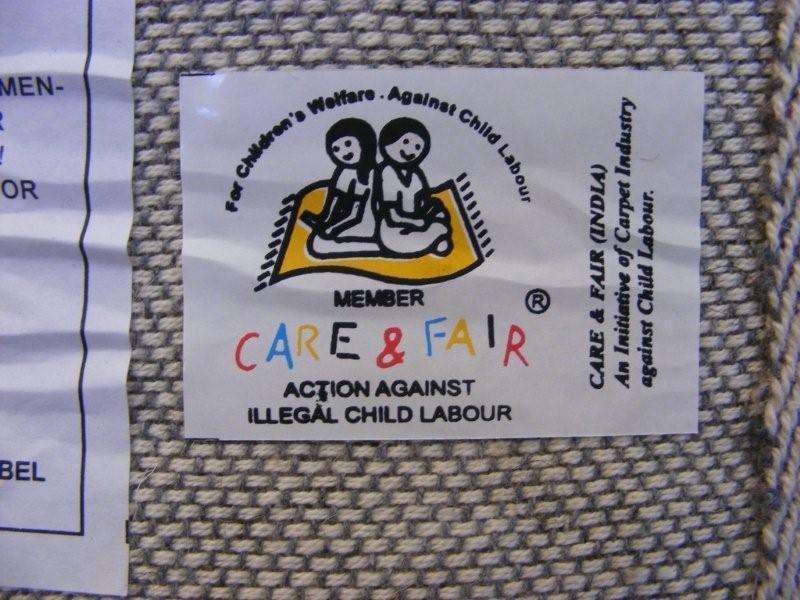 MEN-
R
!
OR
BEL
For Children's Welfare . Against Child Labour
MEMBER
®
CARE & FAIR
ACTION AGAINST
ILLEGAL CHILD LABOUR
CARE & FAIR (INDIA)
An Initiative of Carpet Industry
against Child Labour.